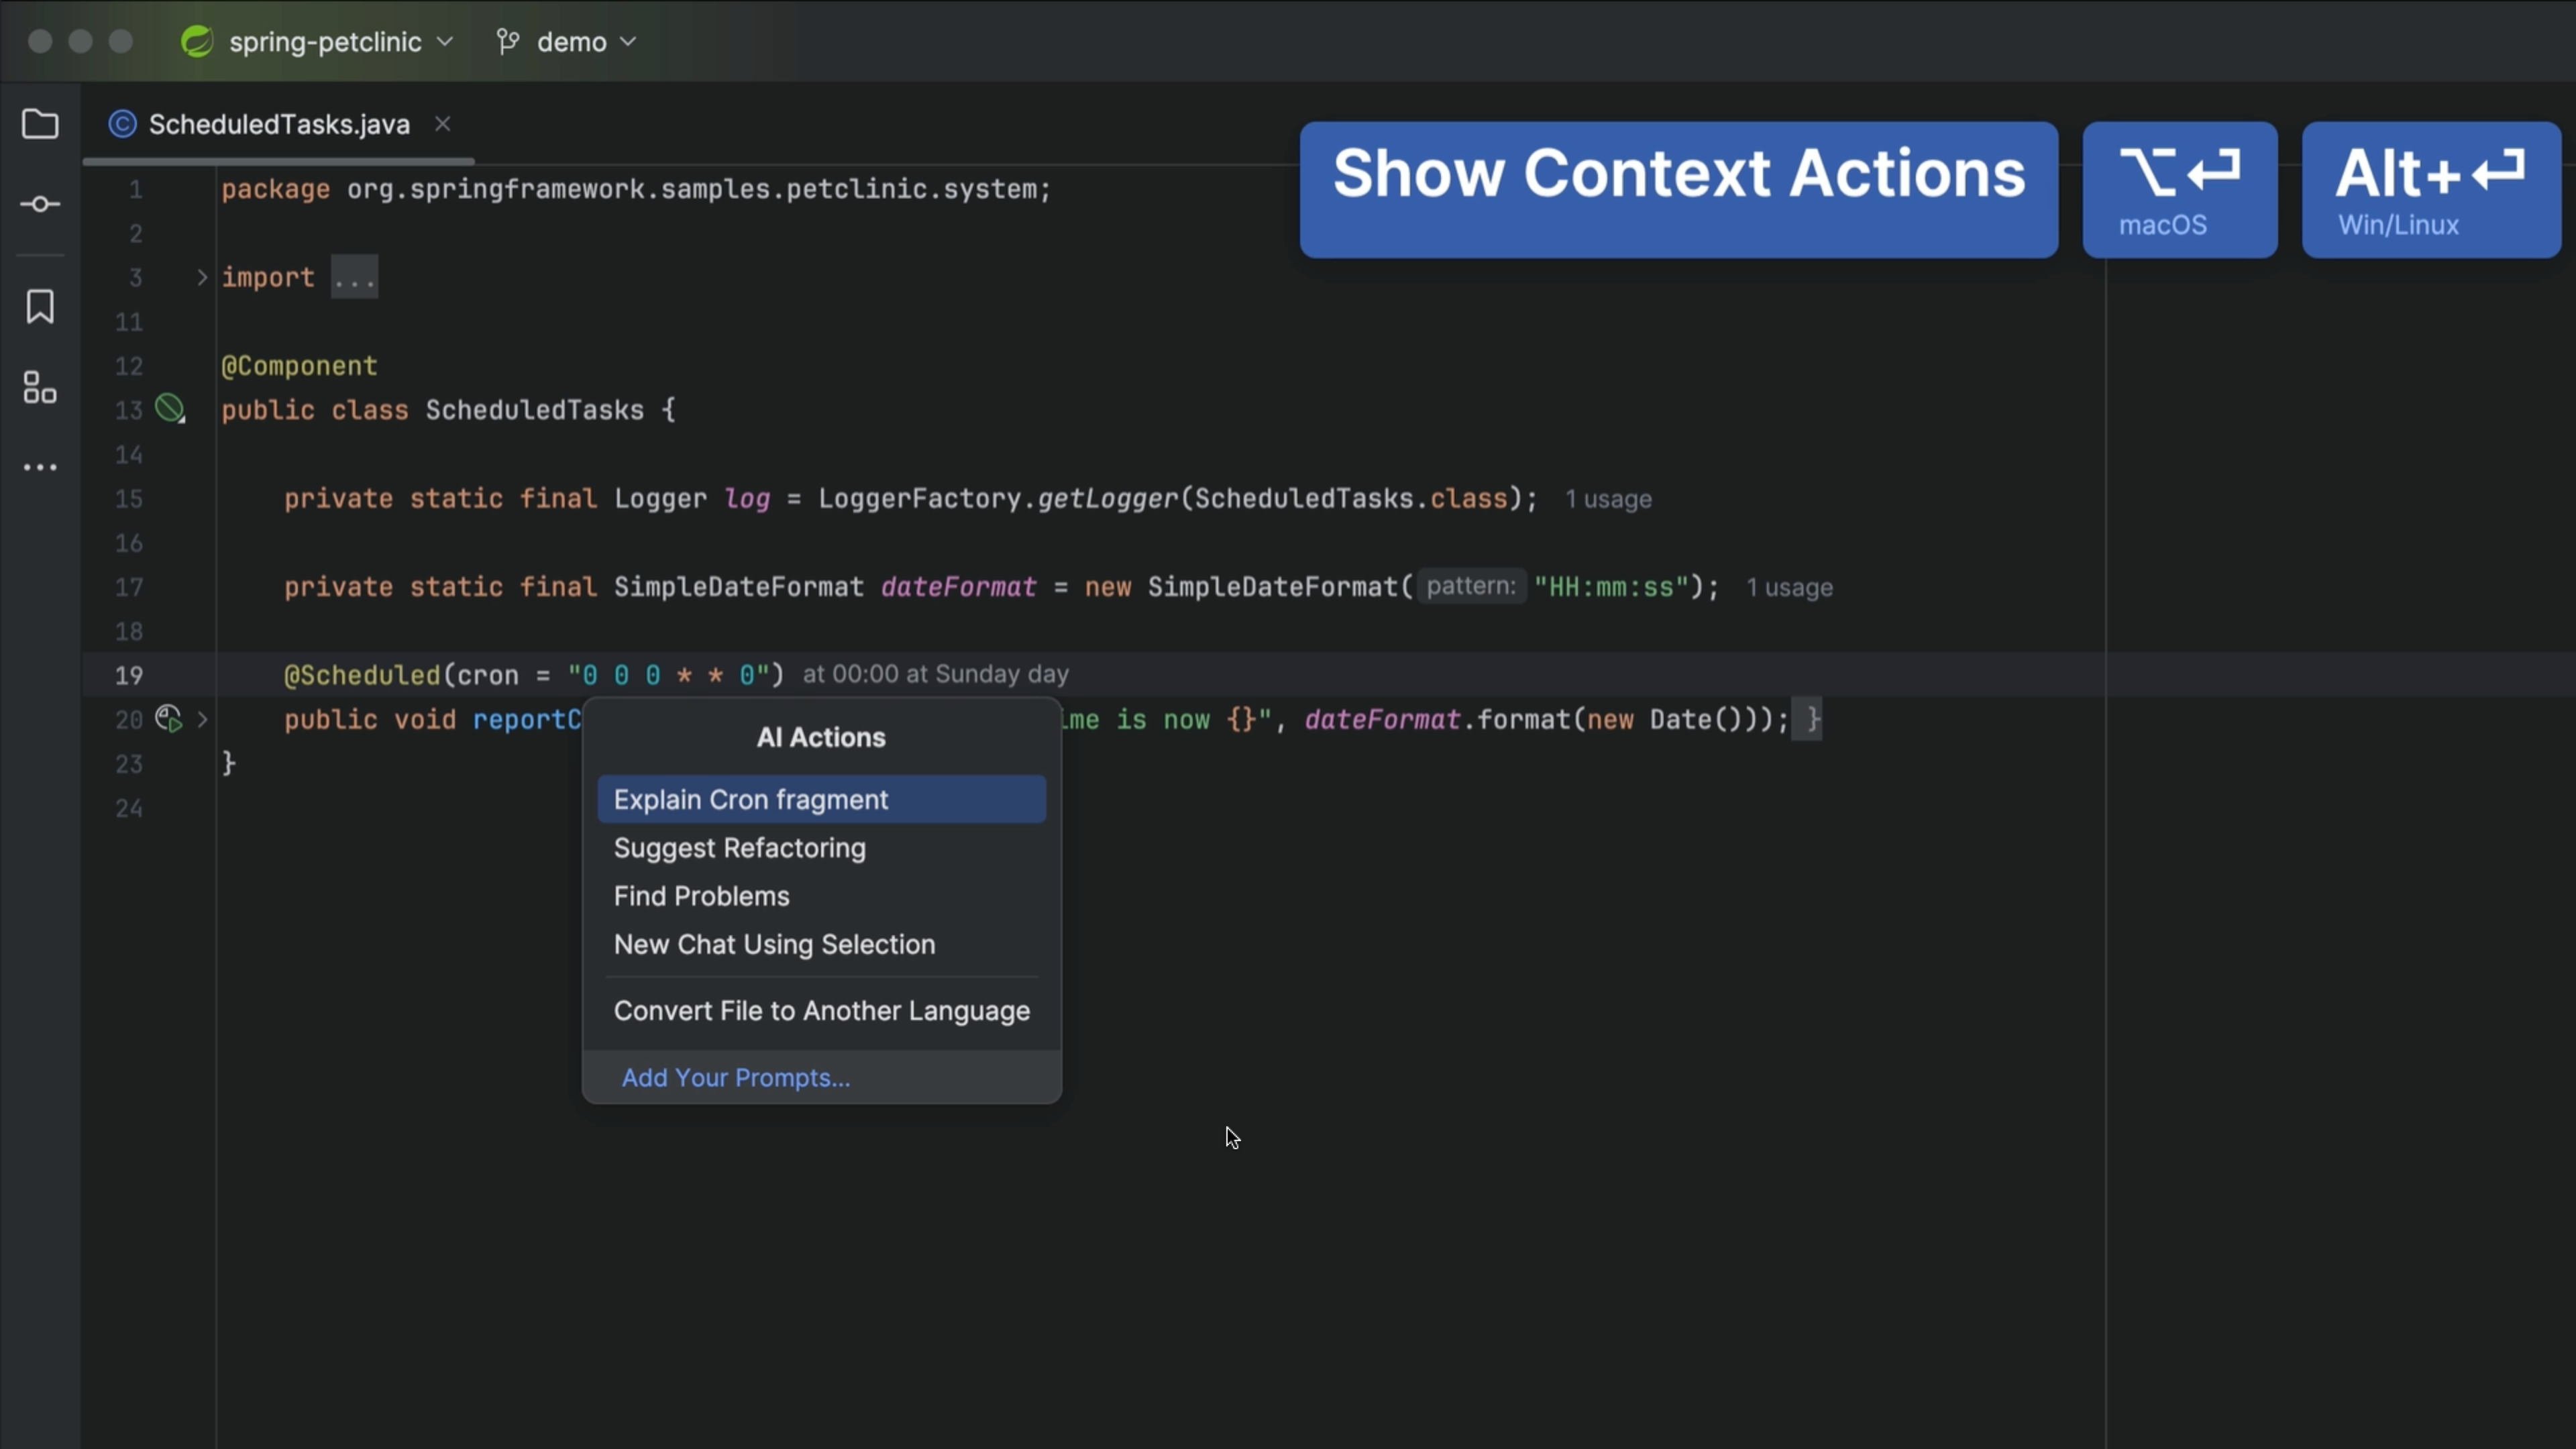 spring-petclinic demo
ScheduledTasks.java
Show Context Actions
⌥⏎
macOS
Alt+⏎
Win/Linux
1 package org.springframework.samples.petclinic.system;
2
3 import ...
11
12 @Component
13 public class ScheduledTasks {
14
15 private static final Logger log = LoggerFactory.getLogger(ScheduledTasks.class); 1 usage
16
17 private static final SimpleDateFormat dateFormat = new SimpleDateFormat( pattern: "HH:mm:ss"); 1 usage
18
19 @Scheduled(cron = "0 0 0 * * 0") at 00:00 at Sunday day
20 public void reportC me is now {}", dateFormat.format(new Date())); }
23 }
24
AI Actions
Explain Cron fragment
Suggest Refactoring
Find Problems
New Chat Using Selection
Convert File to Another Language
Add Your Prompts...